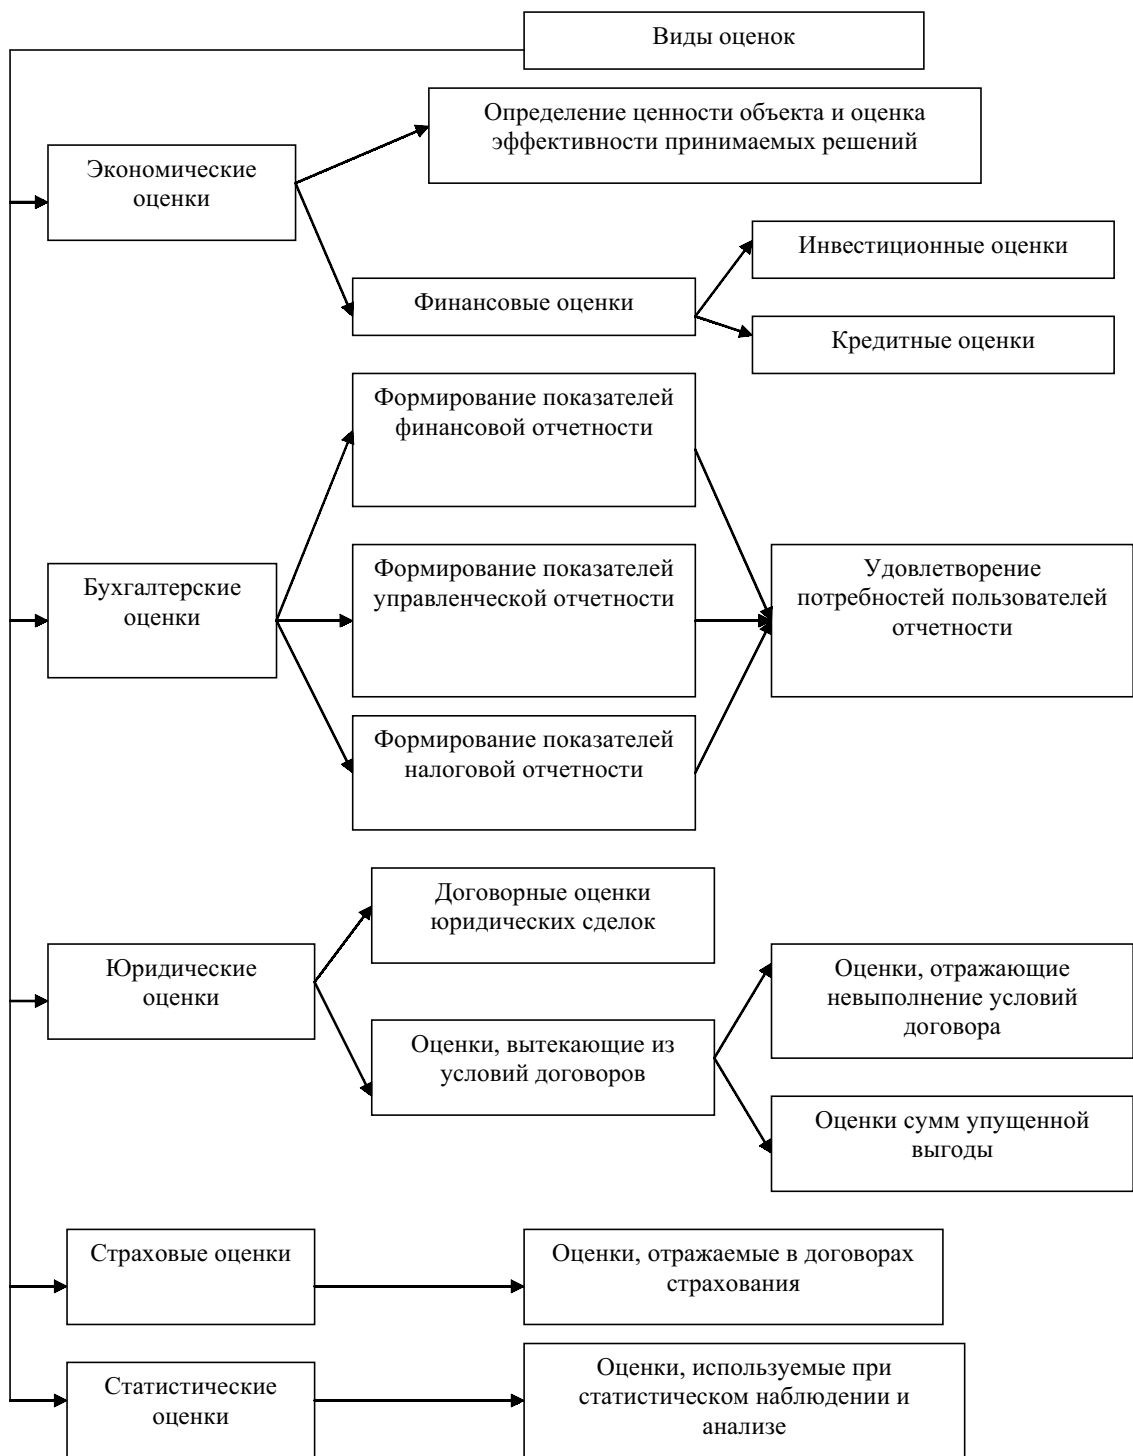 Виды оценок
Определение ценности объекта и оценка
эффективности принимаемых решений
Экономические
оценки
Инвестиционные оценки
Финансовые оценки
Кредитные оценки
Формирование показателей
финансовой отчетности
Бухгалтерские
оценки
Формирование показателей
управленческой отчетности
Удовлетворение
потребностей пользователей
отчетности
Формирование показателей
налоговой отчетности
Договорные оценки
юридических сделок
Юридические
оценки
Оценки, отражающие
невыполнение условий
договора
Оценки, вытекающие из
условий договоров
Оценки сумм упущенной
выгоды
Страховые оценки
Оценки, отражаемые в договорах
страхования
Статистические
оценки
Оценки, используемые при
статистическом наблюдении и
анализе